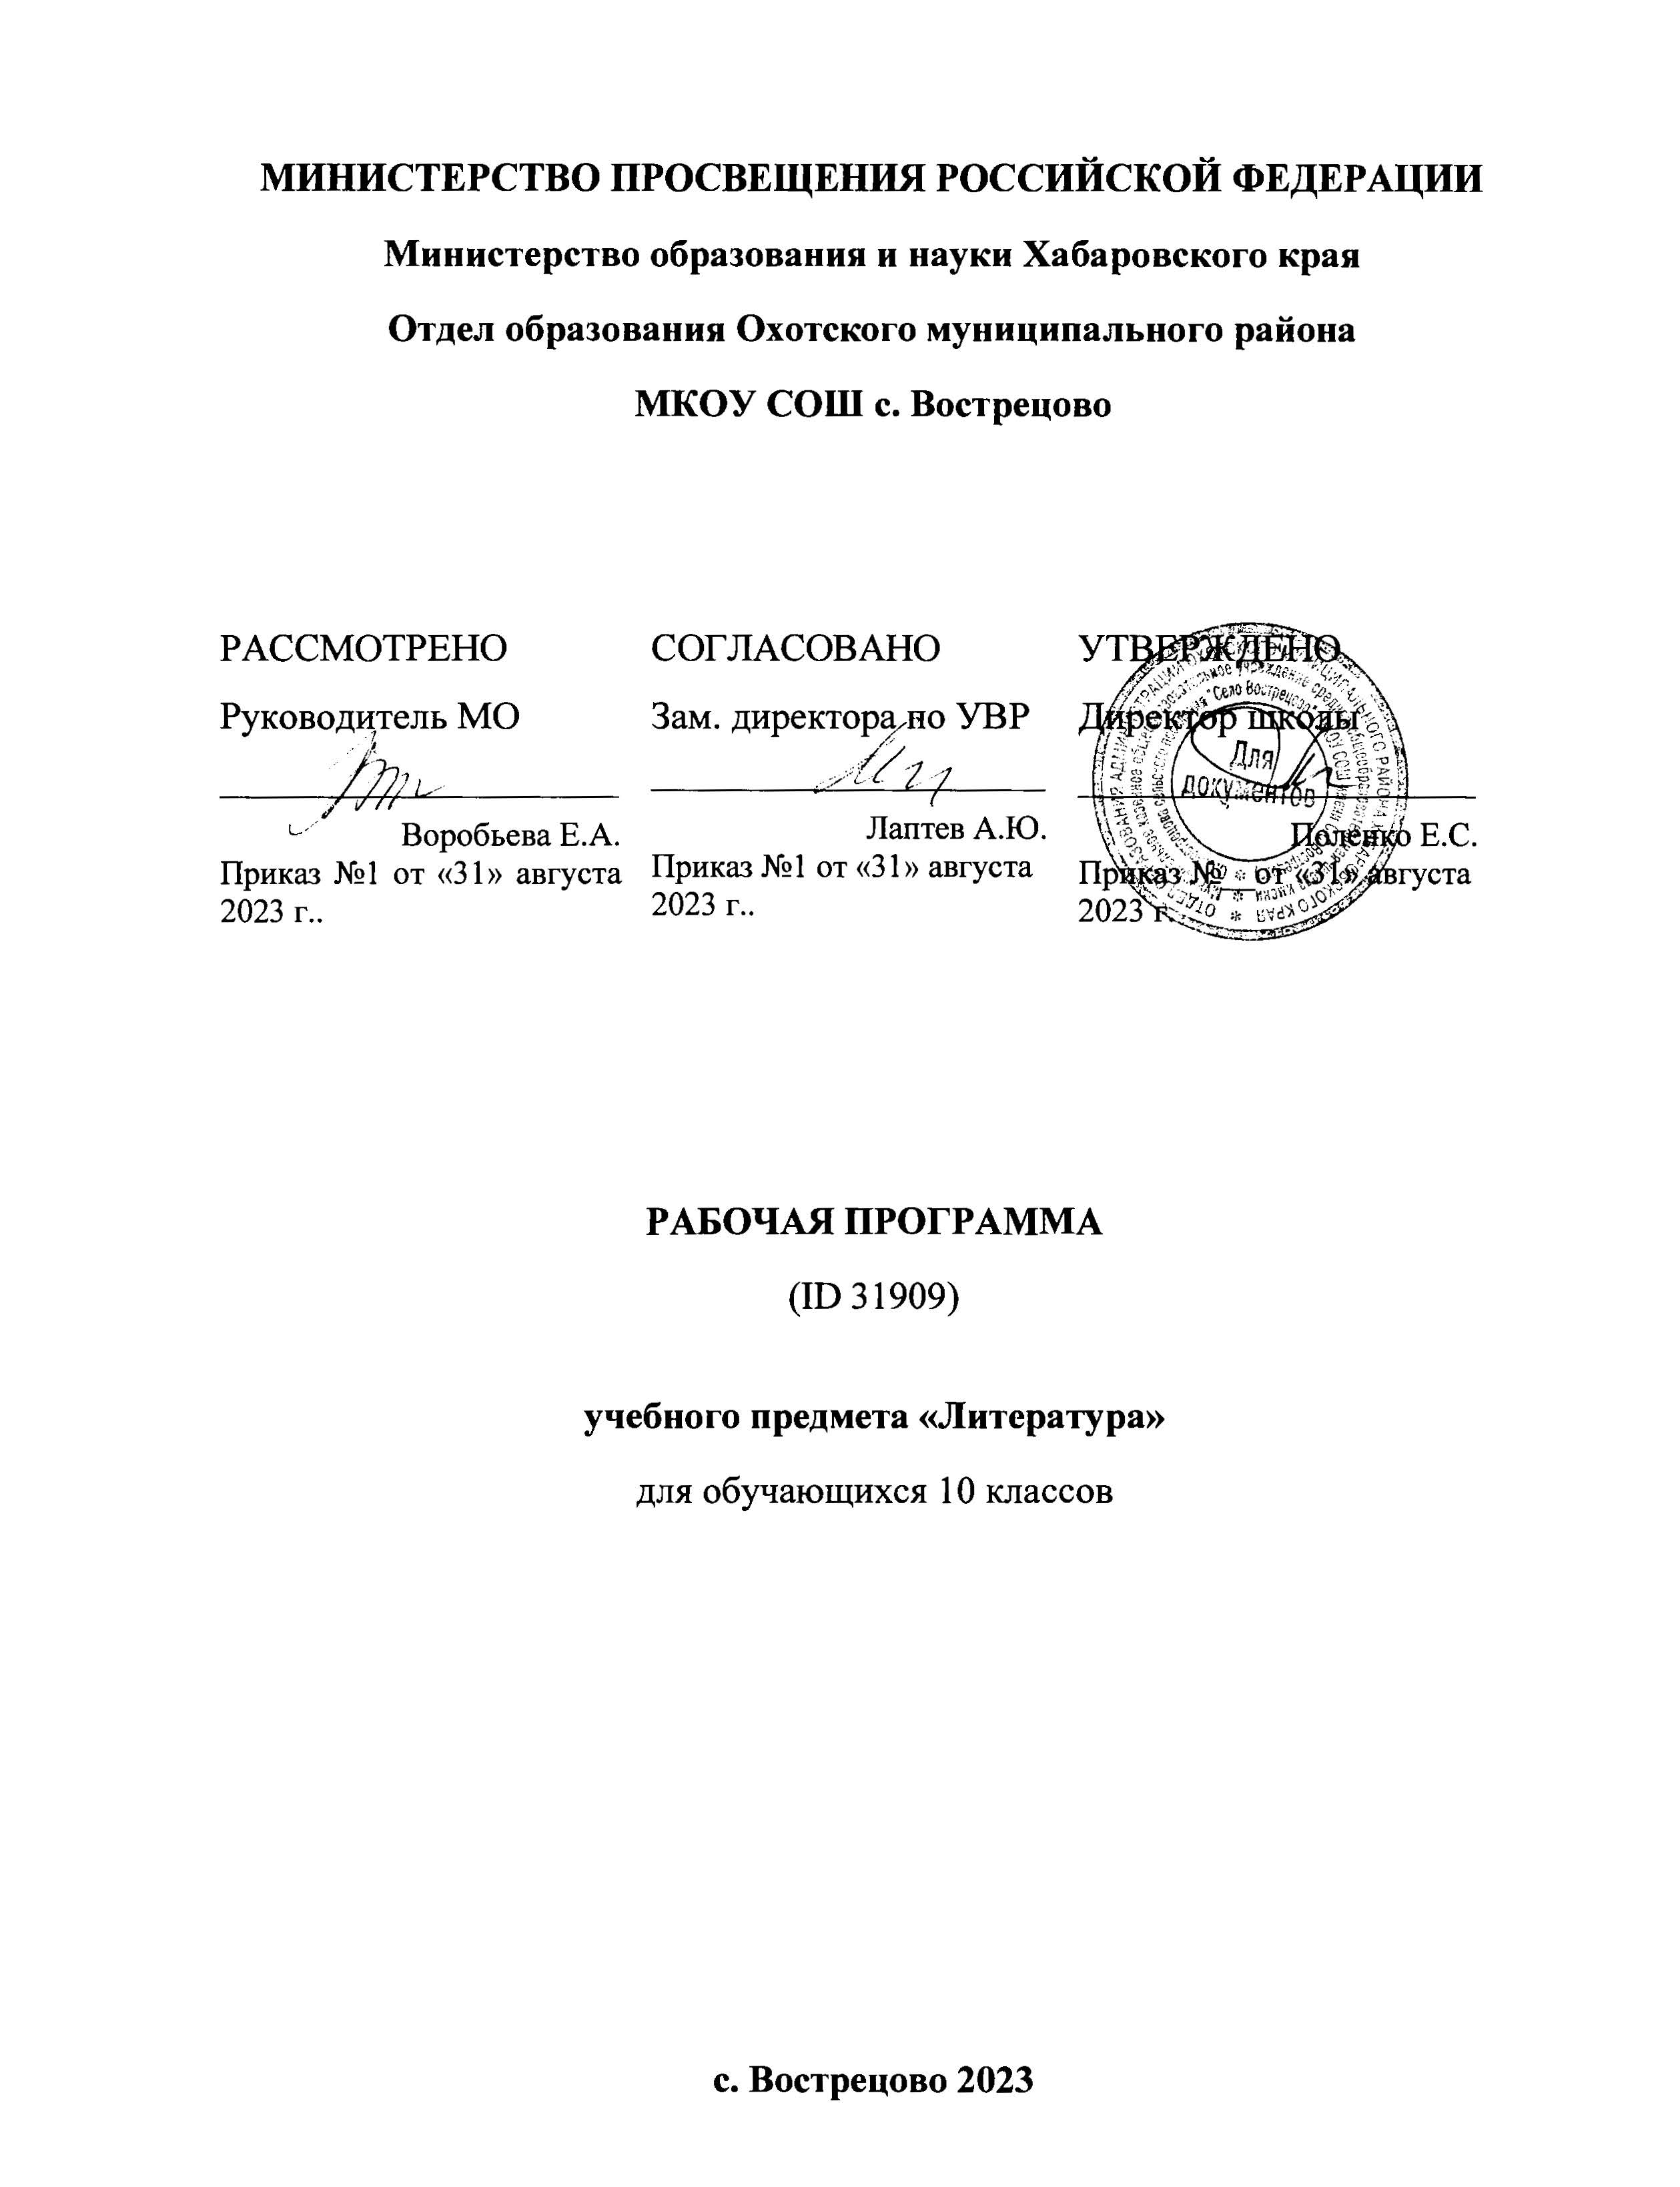 МИНИСТЕРСТВО ПРОСВЕЩЕНИЯ РОССИЙСКОЙ ФЕДЕРАЦИИ
Министерство образования и науки Хабаровского края
Отдел образования Охотского муниципального района
МКОУ СОШ с. Вострецово
РАССМОТРЕНО
Руководитель МО
Воробьева Е.А.
Приказ №1 от «31» августа
2023 г..
СОГЛАСОВАНО
Зам. директора по УВР
Лаптев А.Ю.
Приказ №1 от «31» августа
2023 г..
УТВЕРЖДЕНО
Директор школы
Поленко Е.С.
Приказ №__ от «31» августа
2023 г.
Для
документов
РАБОЧАЯ ПРОГРАММА
(ID 31909)
учебного предмета «Литература»
для обучающихся 10 классов
с. Вострецово 2023